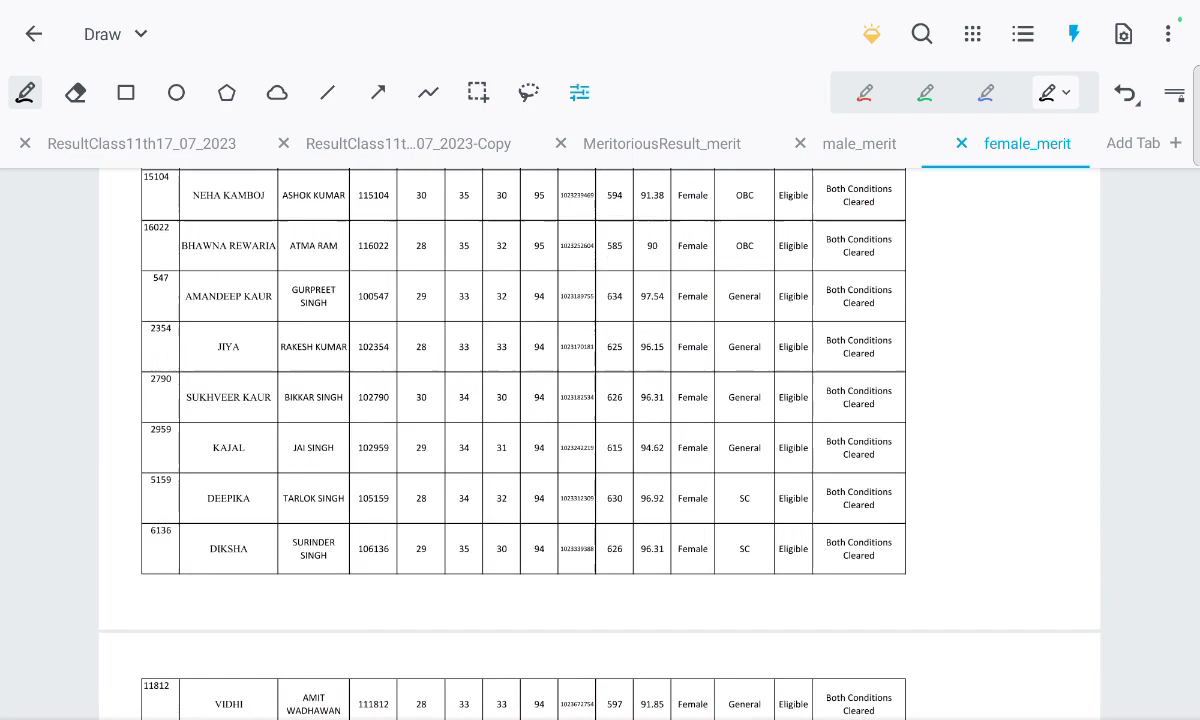 Draw
ResultClass11th17_07_2023 ResultClass11t...07_2023-Copy MeritoriousResult_merit male_merit female_merit Add Tab
15104 NEHA KAMBOJ ASHOK KUMAR 115104 30 35 30 95 1023239469 594 91.38 Female OBC Eligible Both Conditions Cleared
16022 BHAWNA REWARIA ATMA RAM 116022 28 35 32 95 1023252604 585 90 Female OBC Eligible Both Conditions Cleared
547 AMANDEEP KAUR GURPREET SINGH 100547 29 33 32 94 1023189755 634 97.54 Female General Eligible Both Conditions Cleared
2354 JIYA RAKESH KUMAR 102354 28 33 33 94 1023170181 625 96.15 Female General Eligible Both Conditions Cleared
2790 SUKHVEER KAUR BIKKAR SINGH 102790 30 34 30 94 1023182534 626 96.31 Female General Eligible Both Conditions Cleared
2959 KAJAL JAI SINGH 102959 29 34 31 94 1023242219 615 94.62 Female General Eligible Both Conditions Cleared
5159 DEEPIKA TARLOK SINGH 105159 28 34 32 94 1023312309 630 96.92 Female SC Eligible Both Conditions Cleared
6136 DIKSHA SURINDER SINGH 106136 29 35 30 94 1023339388 626 96.31 Female SC Eligible Both Conditions Cleared
11812 VIDHI AMIT WADHAWAN 111812 28 33 33 94 1023672754 597 91.85 Female General Eligible Both Conditions Cleared